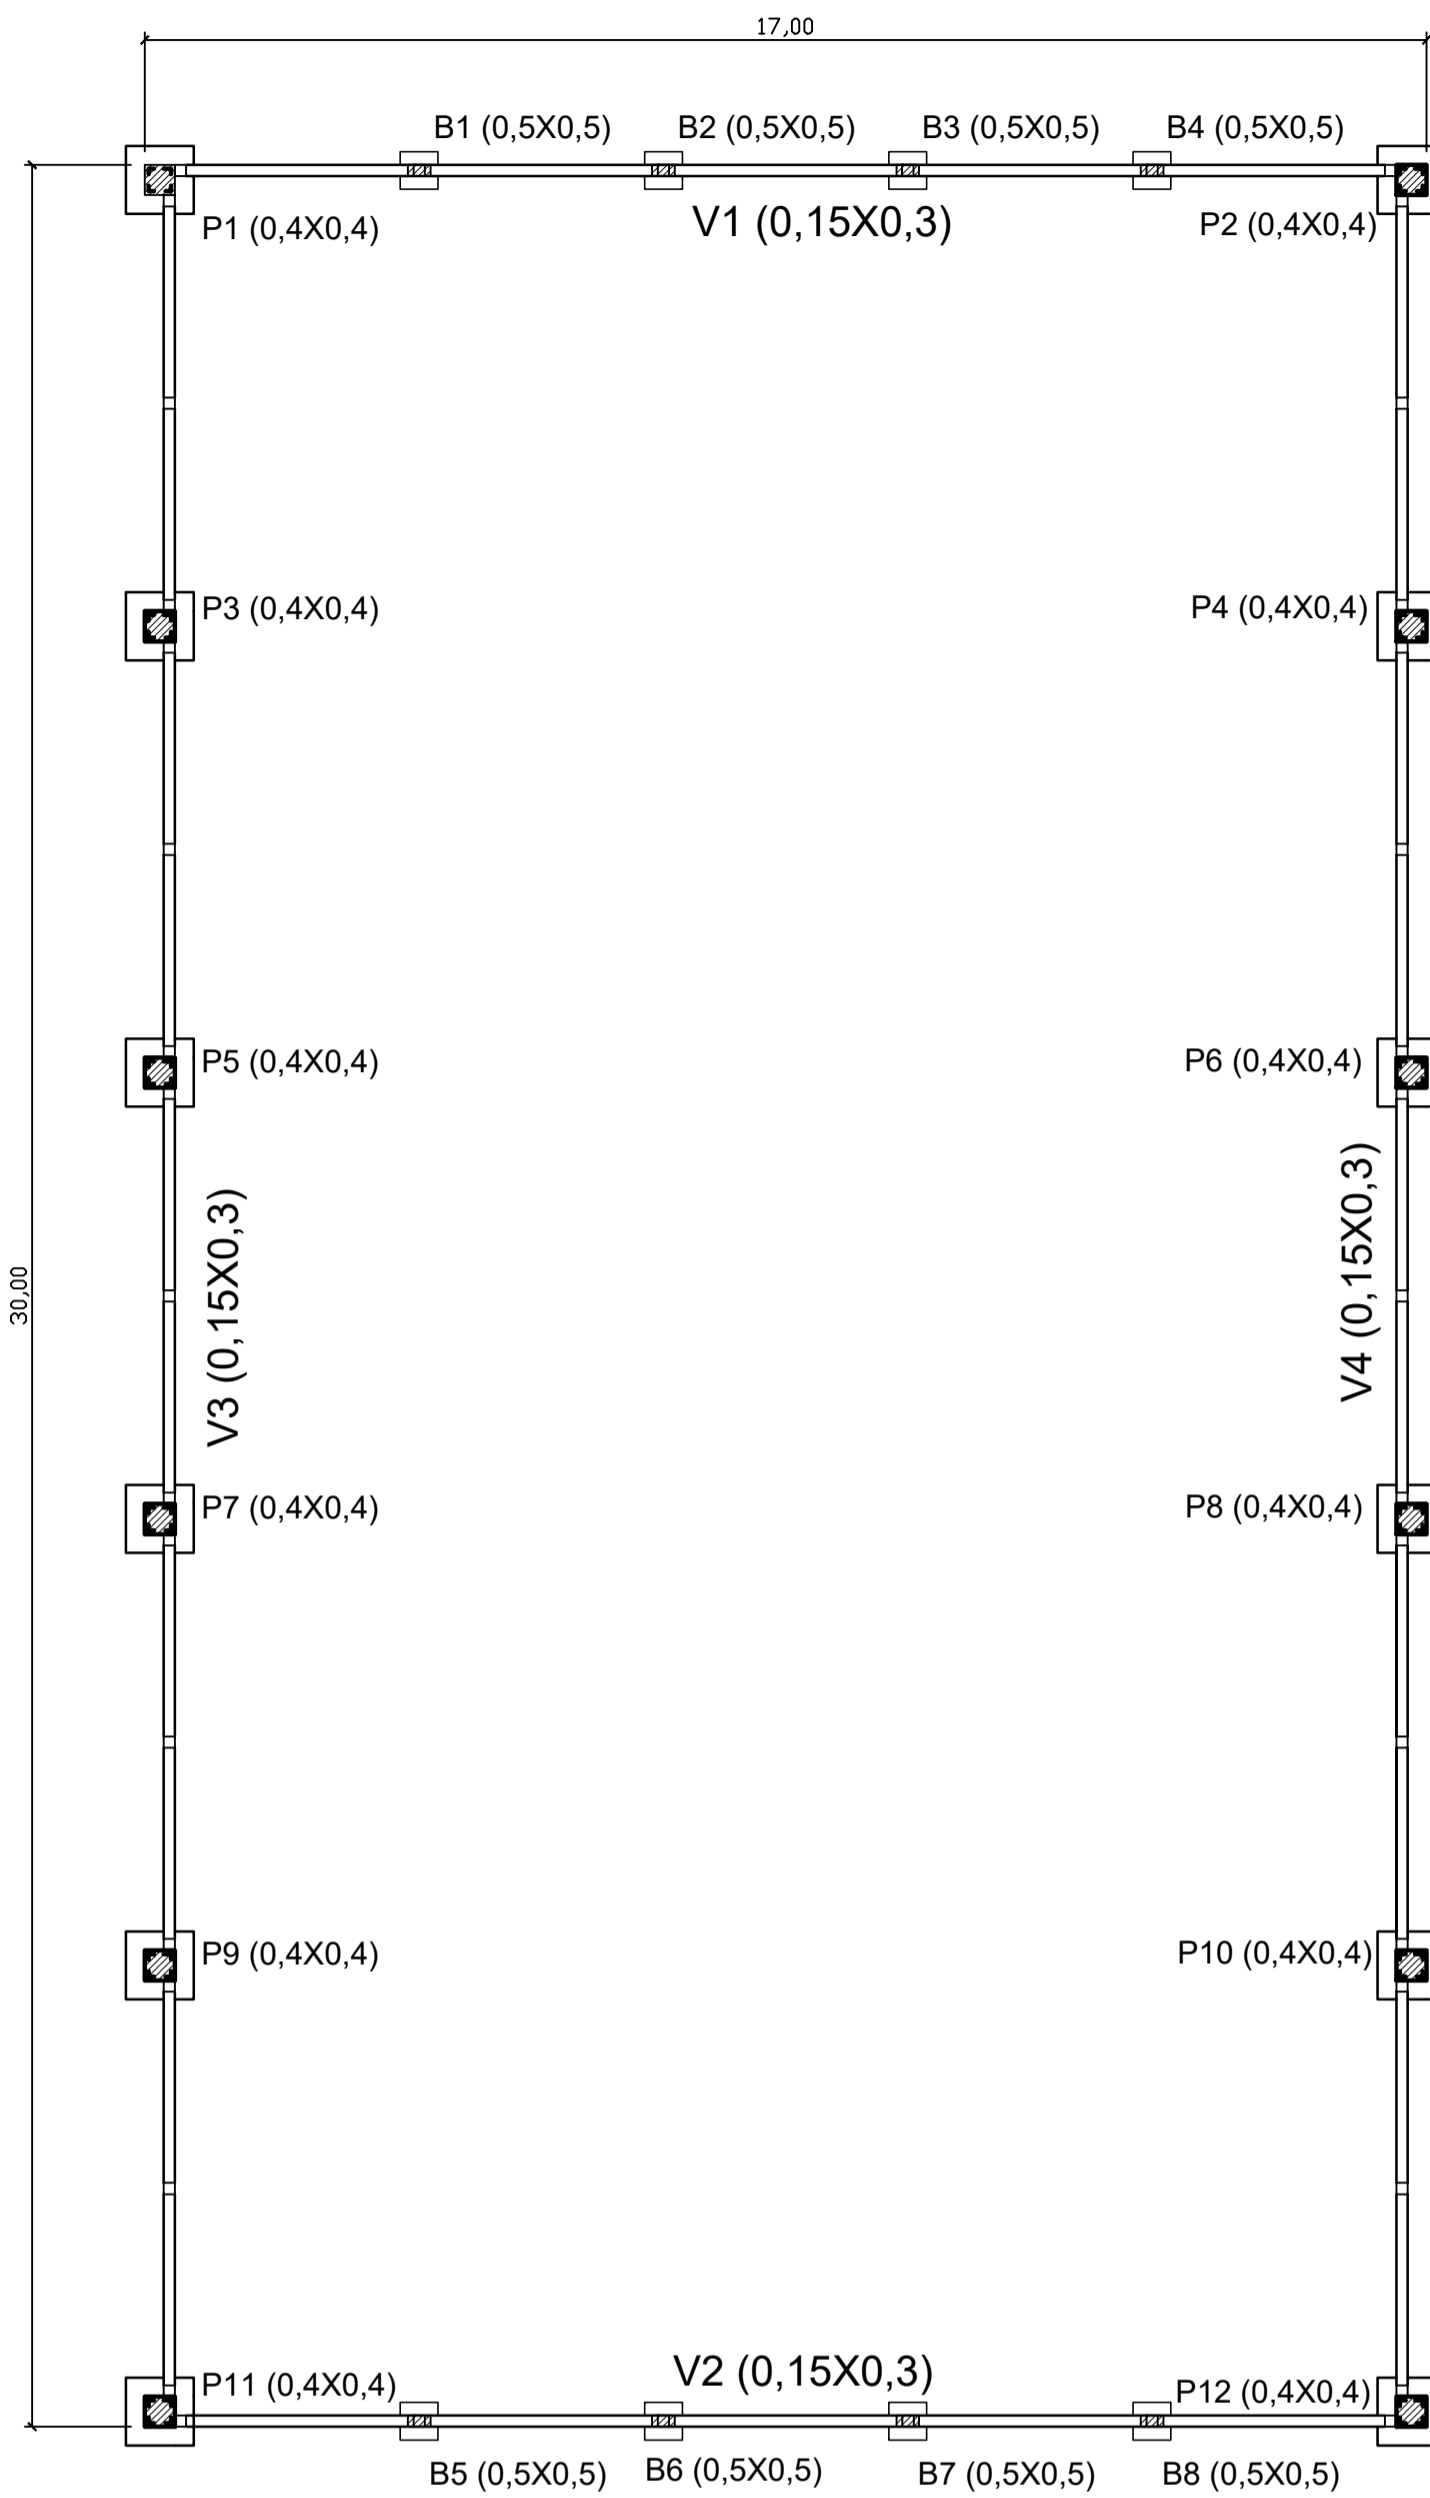 17,00
B1 (0,5X0,5)
B2 (0,5X0,5)
B3 (0,5X0,5)
B4 (0,5X0,5)
P1 (0,4X0,4)
V1 (0,15X0,3)
P2 (0,4X0,4)
P3 (0,4X0,4)
P4 (0,4X0,4)
P5 (0,4X0,4)
P6 (0,4X0,4)
30,00
V3 (0,15X0,3)
V4 (0,15X0,3)
P7 (0,4X0,4)
P8 (0,4X0,4)
P9 (0,4X0,4)
P10 (0,4X0,4)
P11 (0,4X0,4)
V2 (0,15X0,3)
P12 (0,4X0,4)
B5 (0,5X0,5)
B6 (0,5X0,5)
B7 (0,5X0,5)
B8 (0,5X0,5)